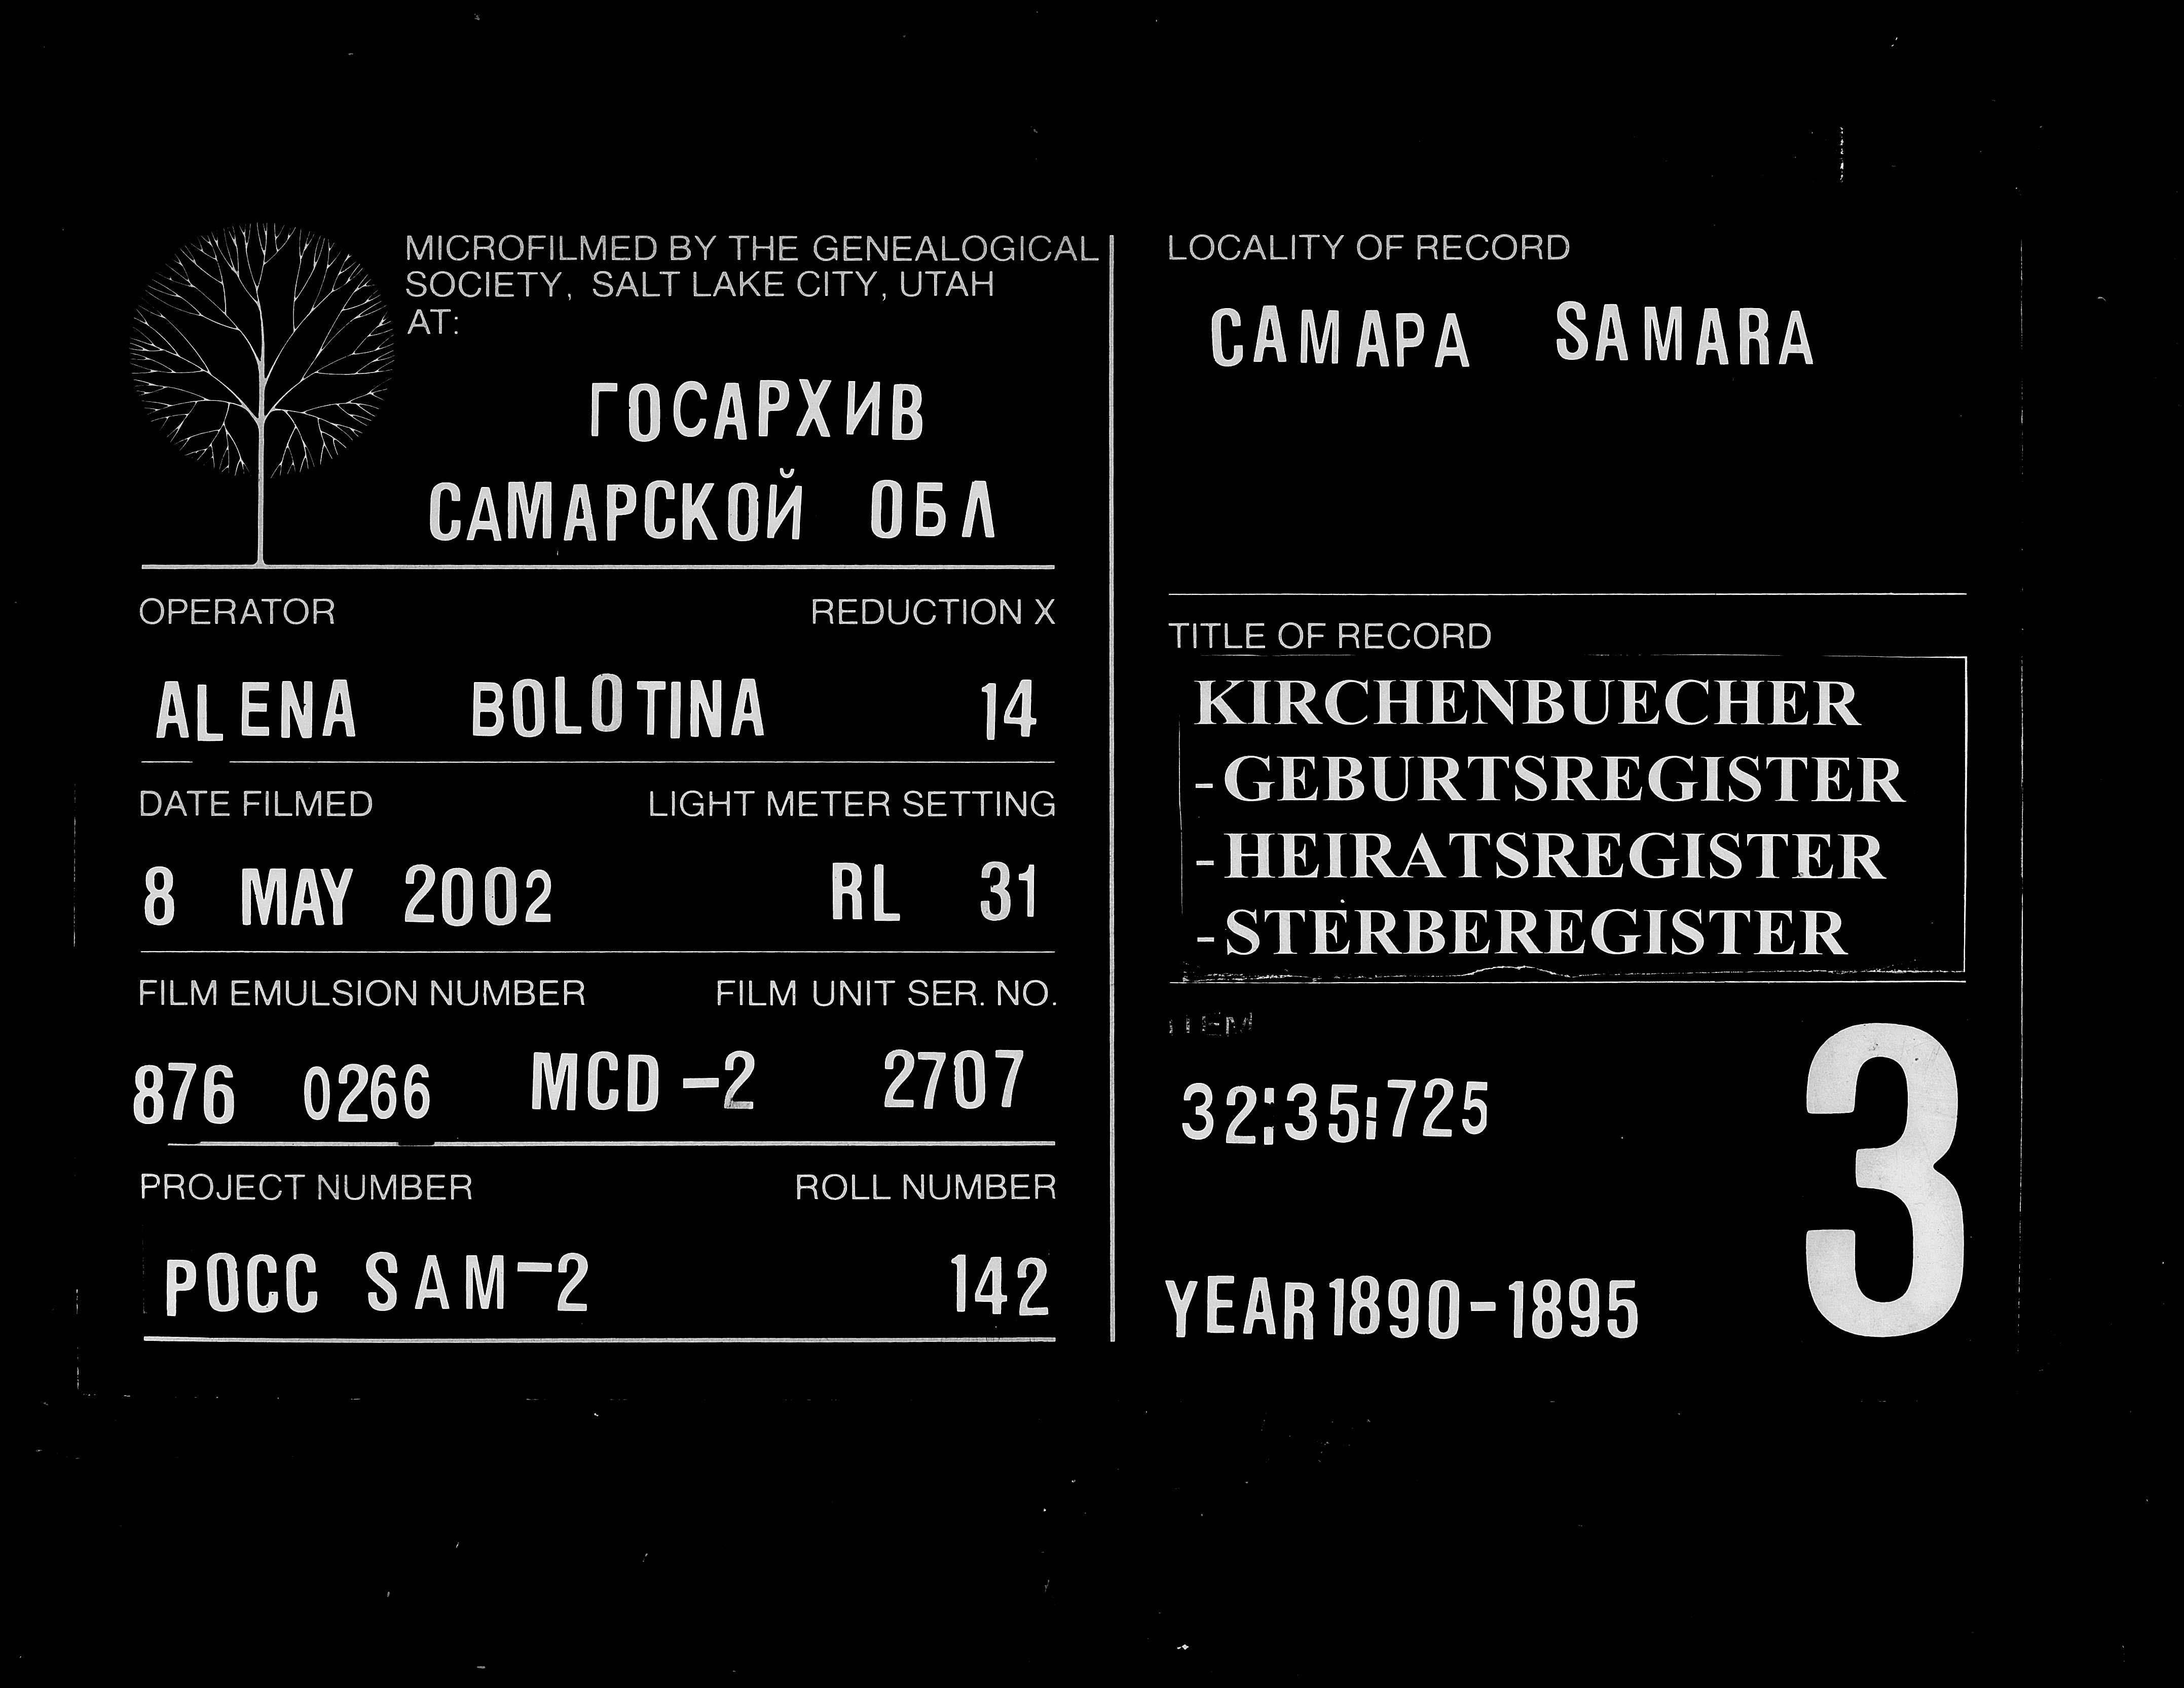 MICROFILMED BY THE GENEALOGICAL
SOCIETY, SALT LAKE CITY, UTAH
AT:
ГОСАРХИВ
САМАРСКОЙ ОБЛ
OPERATOR REDUCTION X
ALENA BOLOTINA 14
DATE FILMED LIGHT METER SETTING
8 MAY 2002 RL 31
FILM EMULSION NUMBER FILM UNIT SER. NO.
876 0266 MCD-2 2707
PROJECT NUMBER ROLL NUMBER
РОСС SAM-2 142
LOCALITY OF RECORD
САМАРА SAMARA
TITLE OF RECORD
KIRCHENBUECHER
-GEBURTSREGISTER
-HEIRATSREGISTER
-STERBEREGISTER
ITEM
3
32:35:725
YEAR 1890-1895